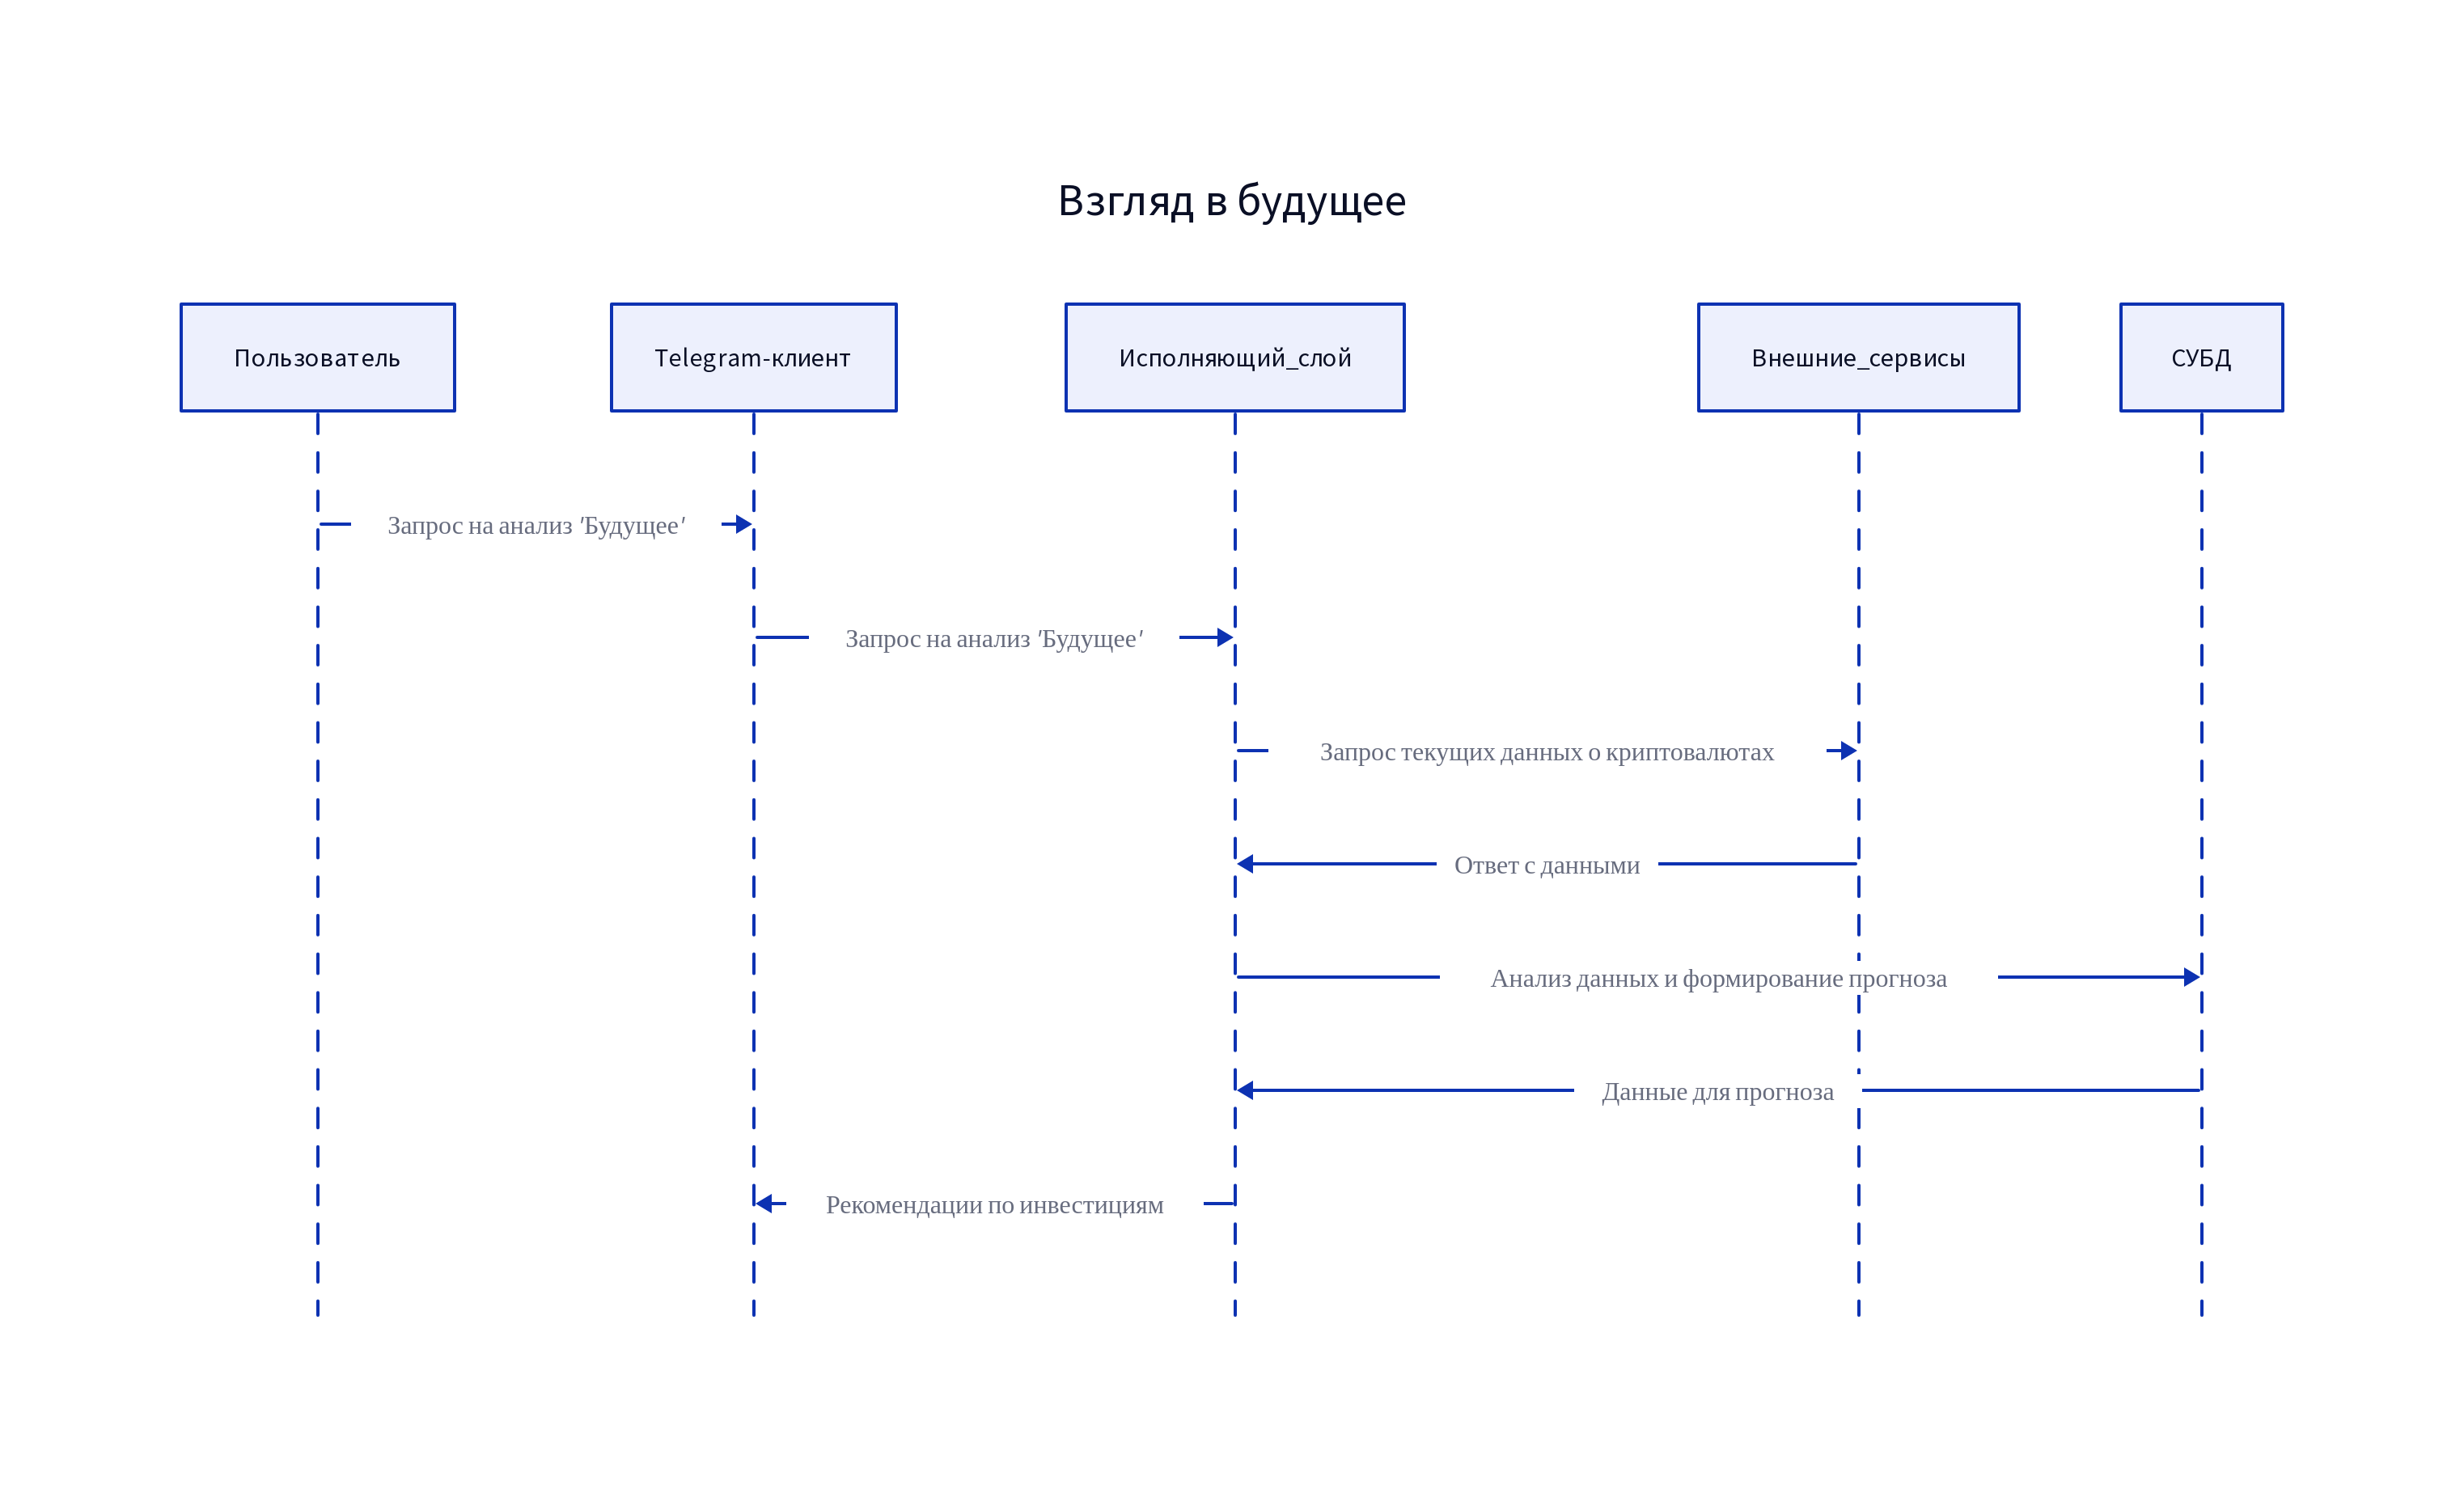 Взгляд в будущее
Пользователь
Telegram-клиент
Исполняющий_слой
Внешние_сервисы
СУБД
Запрос на анализ 'Будущее'
Запрос на анализ 'Будущее'
Запрос текущих данных о криптовалютах
Ответ с данными
Анализ данных и формирование прогноза
Данные для прогноза
Рекомендации по инвестициям